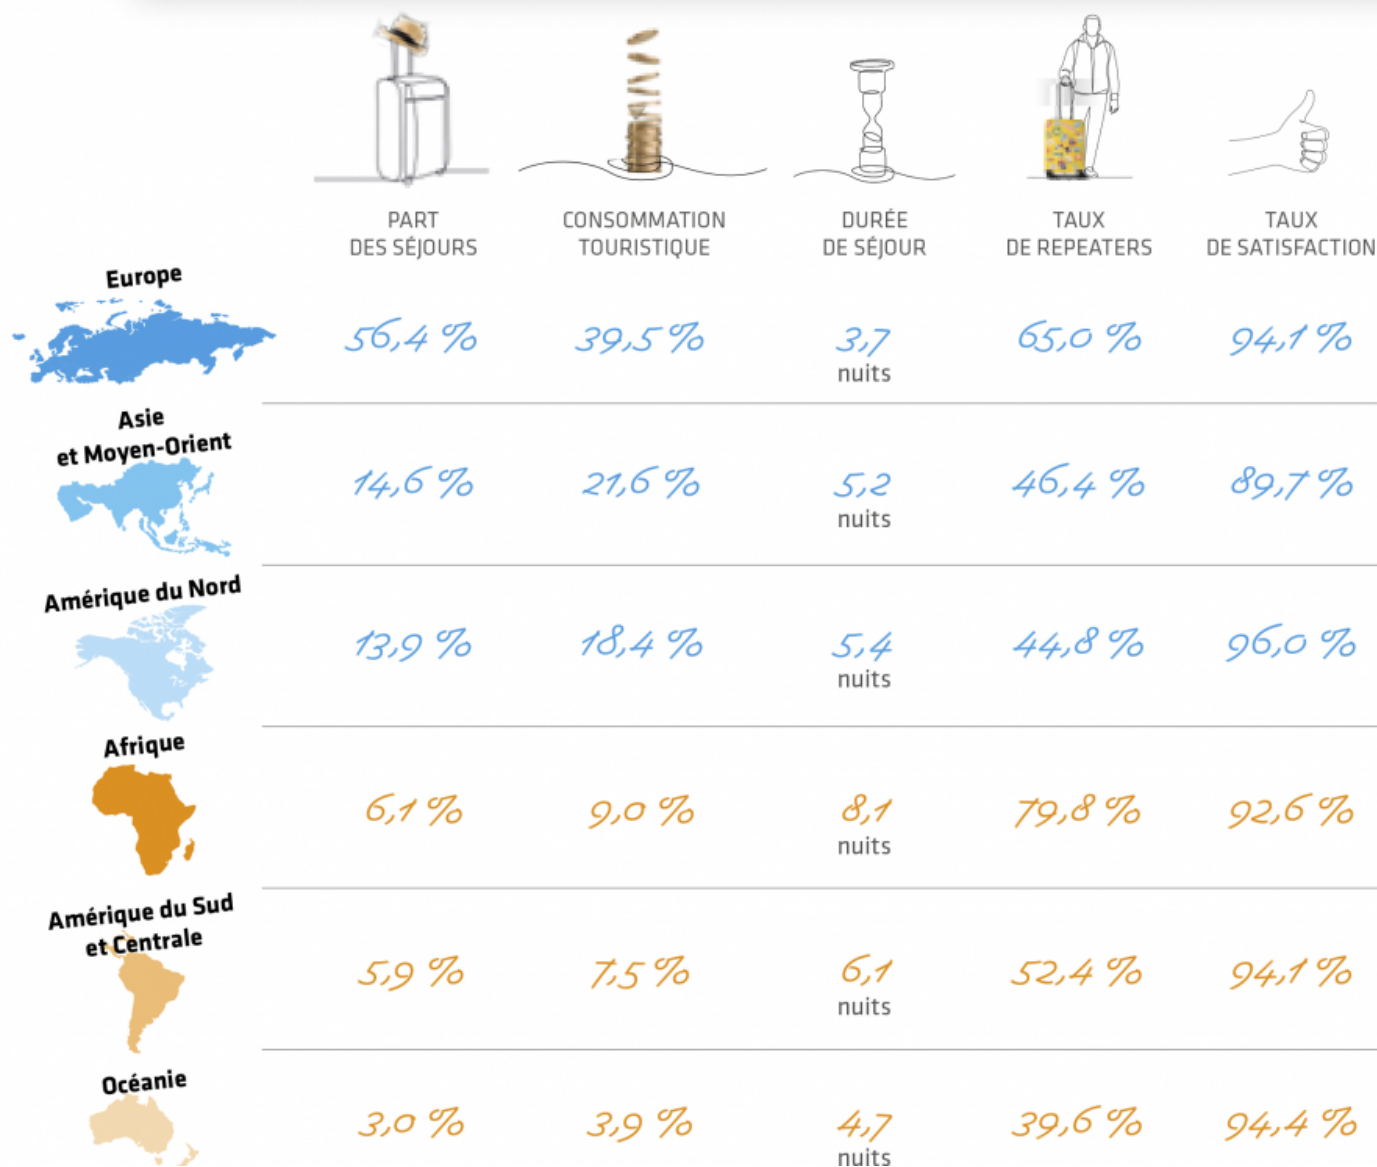 PART
DES SÉJOURS
CONSOMMATION
TOURISTIQUE
DURÉE
DE SÉJOUR
TAUX
DE REPEATERS
TAUX
DE SATISFACTION
Europe
56,4 %
39,5 %
3,7
nuits
65,0 %
94,1 %
Asie
et Moyen-Orient
14,6 %
21,6 %
5,2
nuits
46,4 %
89,7 %
Amérique du Nord
13,9 %
18,4 %
5,4
nuits
44,8 %
96,0 %
Afrique
6,1 %
9,0 %
8,1
nuits
79,8 %
92,6 %
Amérique du Sud
et Centrale
5,9 %
7,5 %
6,1
nuits
52,4 %
94,1 %
Océanie
3,0 %
3,9 %
4,7
nuits
39,6 %
94,4 %